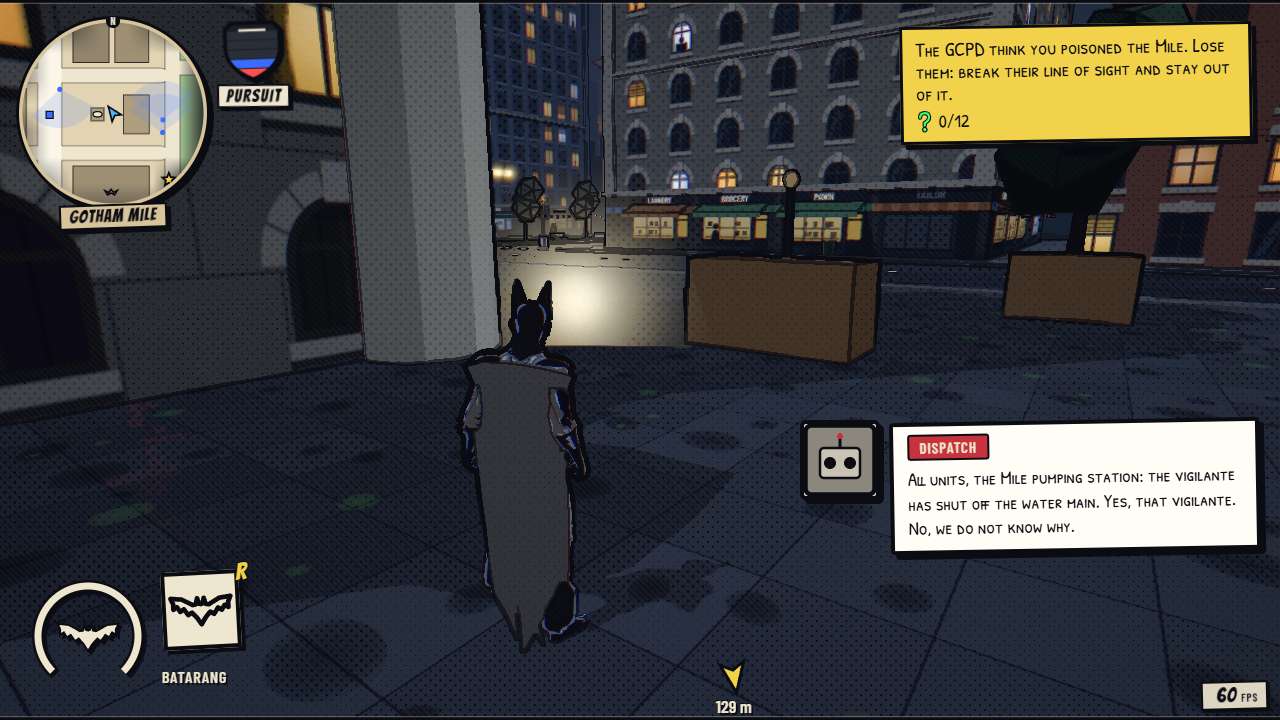 N
PURSUIT
GOTHAM MILE
The GCPD think you poisoned the Mile. Lose
them: break their line of sight and stay out
of it.
? 0/12
LAUNDRY
GROCERY
PAWN
DISPATCH
All units, the Mile pumping station: the vigilante
has shut off the water main. Yes, that vigilante.
No, we do not know why.
R
BATARANG
129 m
60 FPS